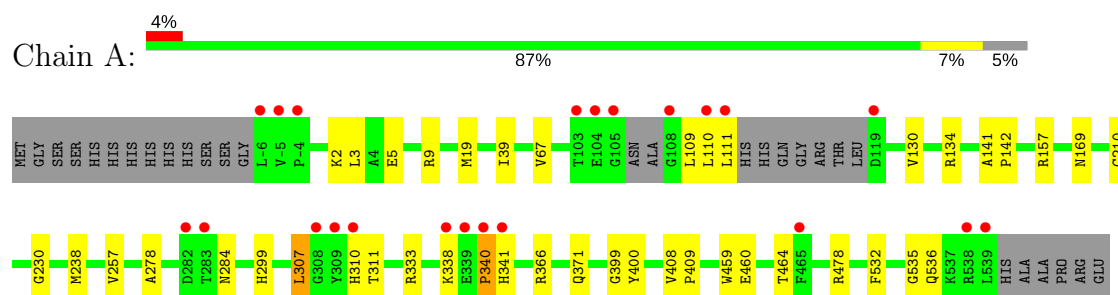 4%
Chain A:
87% 7% 5%
MET GLY SER SER HIS HIS HIS HIS HIS HIS SER SER GLY L-6 V-5 P-4 K2 L3 A4 E5 R9 M19 I39 V67 T103 E104 G105 ASN ALA G108 L109 L110 L111 HIS HIS GLN GLY ARG THR LEU D119 V130 R134 A141 P142 R157 N169
G230 M238 V257 A278 D282 T283 N284 H299 L307 G308 Y309 H310 T311 R333 K338 E339 P340 H341 R366 Q371 G399 Y400 V408 P409 W459 E460 T464 F465 R478 F532 G535 Q536 K537 R538 L539 HIS ALA ALA PRO ARG GLU